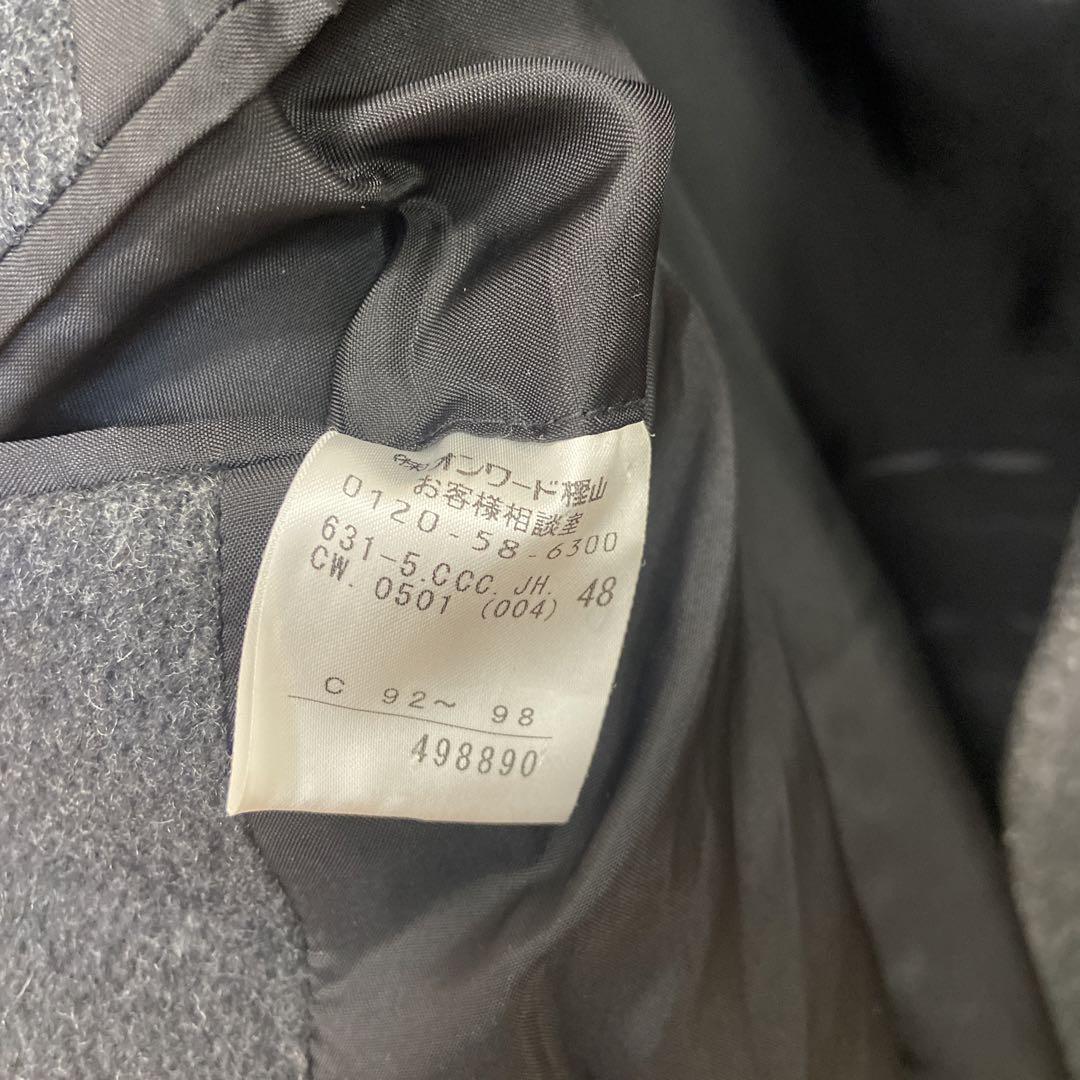 ㈱オンワード樫山
お客様相談室
0120-58-6300
631-5.CCC.JH.
CW. 0501 (004) 48
C 92～ 98
498890